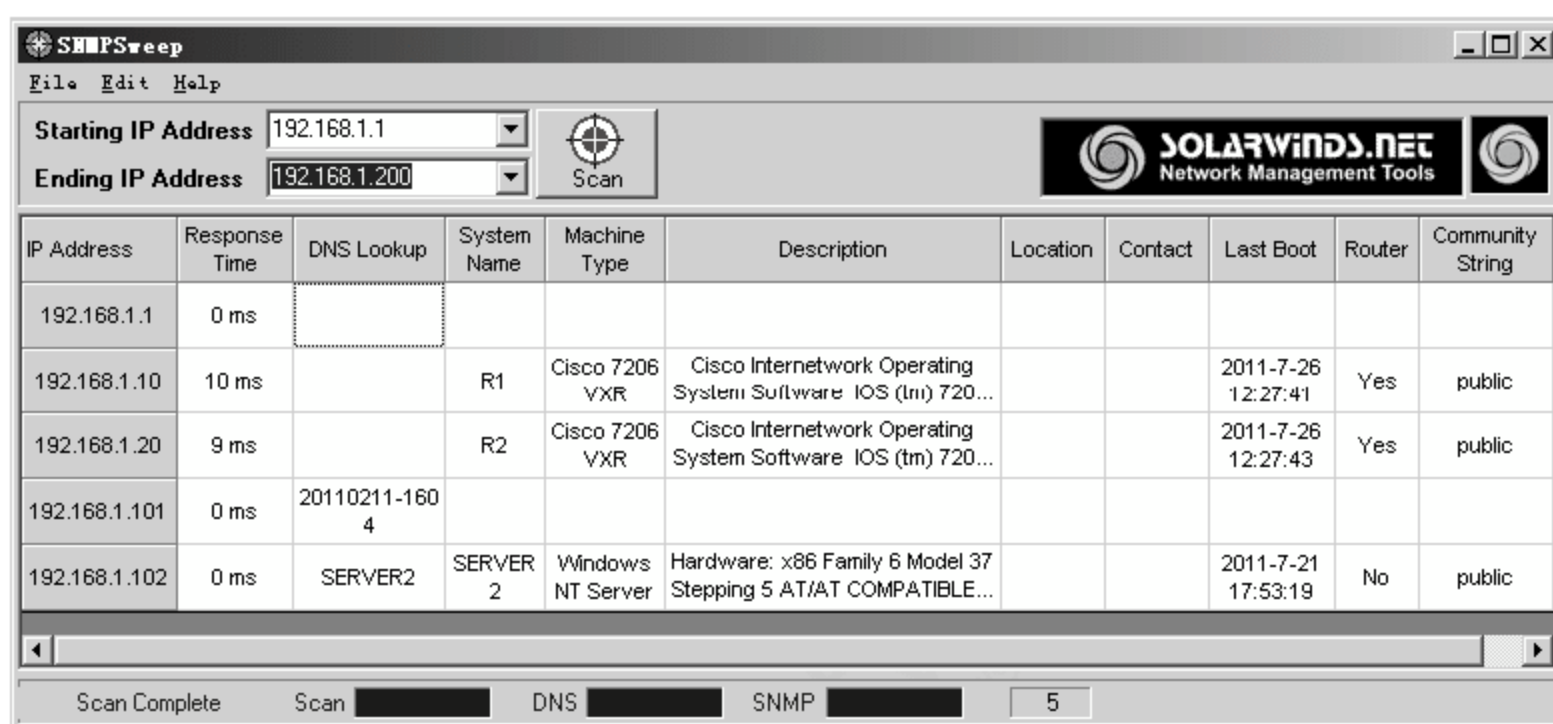 SNMPSweep
File Edit Help
Starting IP Address 192.168.1.1
Ending IP Address 192.168.1.200
Scan
SOLARWINDS.NET
Network Management Tools
IP Address Response Time DNS Lookup System Name Machine Type Description Location Contact Last Boot Router Community String
192.168.1.1 0 ms
192.168.1.10 10 ms R1 Cisco 7206 VXR Cisco Internetwork Operating System Software IOS (tm) 720... 2011-7-26 12:27:41 Yes public
192.168.1.20 9 ms R2 Cisco 7206 VXR Cisco Internetwork Operating System Software IOS (tm) 720... 2011-7-26 12:27:43 Yes public
192.168.1.101 0 ms 20110211-1604
192.168.1.102 0 ms SERVER2 SERVER2 Windows NT Server Hardware: x86 Family 6 Model 37 Stepping 5 AT/AT COMPATIBLE... 2011-7-21 17:53:19 No public
Scan Complete Scan DNS SNMP 5